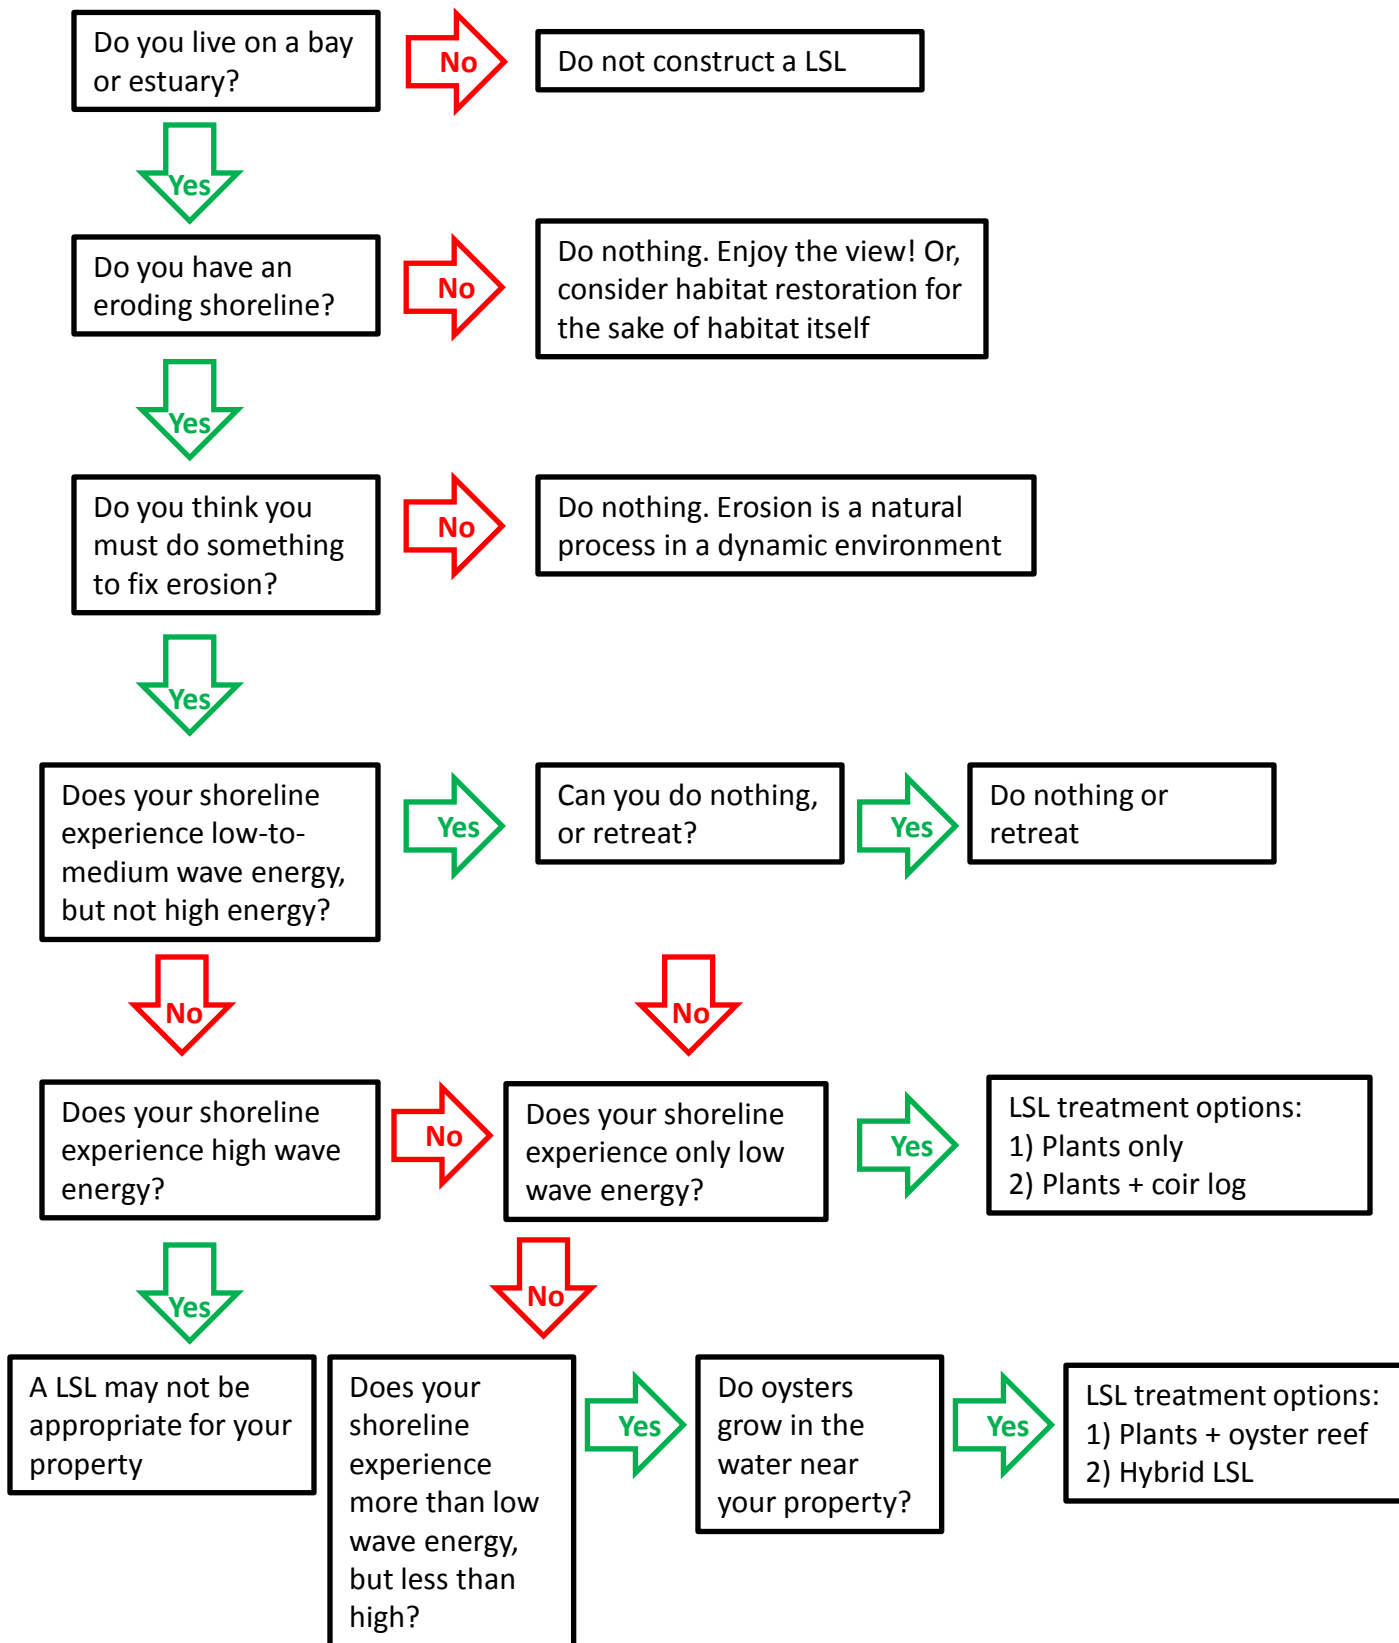 Do you live on a bay
or estuary?
No
Do not construct a LSL
Yes
Do you have an
eroding shoreline?
No
Do nothing. Enjoy the view! Or,
consider habitat restoration for
the sake of habitat itself
Yes
Do you think you
must do something
to fix erosion?
No
Do nothing. Erosion is a natural
process in a dynamic environment
Yes
Does your shoreline
experience low-to-
medium wave energy,
but not high energy?
Yes
Can you do nothing,
or retreat?
Yes
Do nothing or
retreat
No
No
Does your shoreline
experience high wave
energy?
No
Does your shoreline
experience only low
wave energy?
Yes
LSL treatment options:
1) Plants only
2) Plants + coir log
Yes
No
A LSL may not be
appropriate for your
property
Does your
shoreline
experience
more than low
wave energy,
but less than
high?
Yes
Do oysters
grow in the
water near
your property?
Yes
LSL treatment options:
1) Plants + oyster reef
2) Hybrid LSL